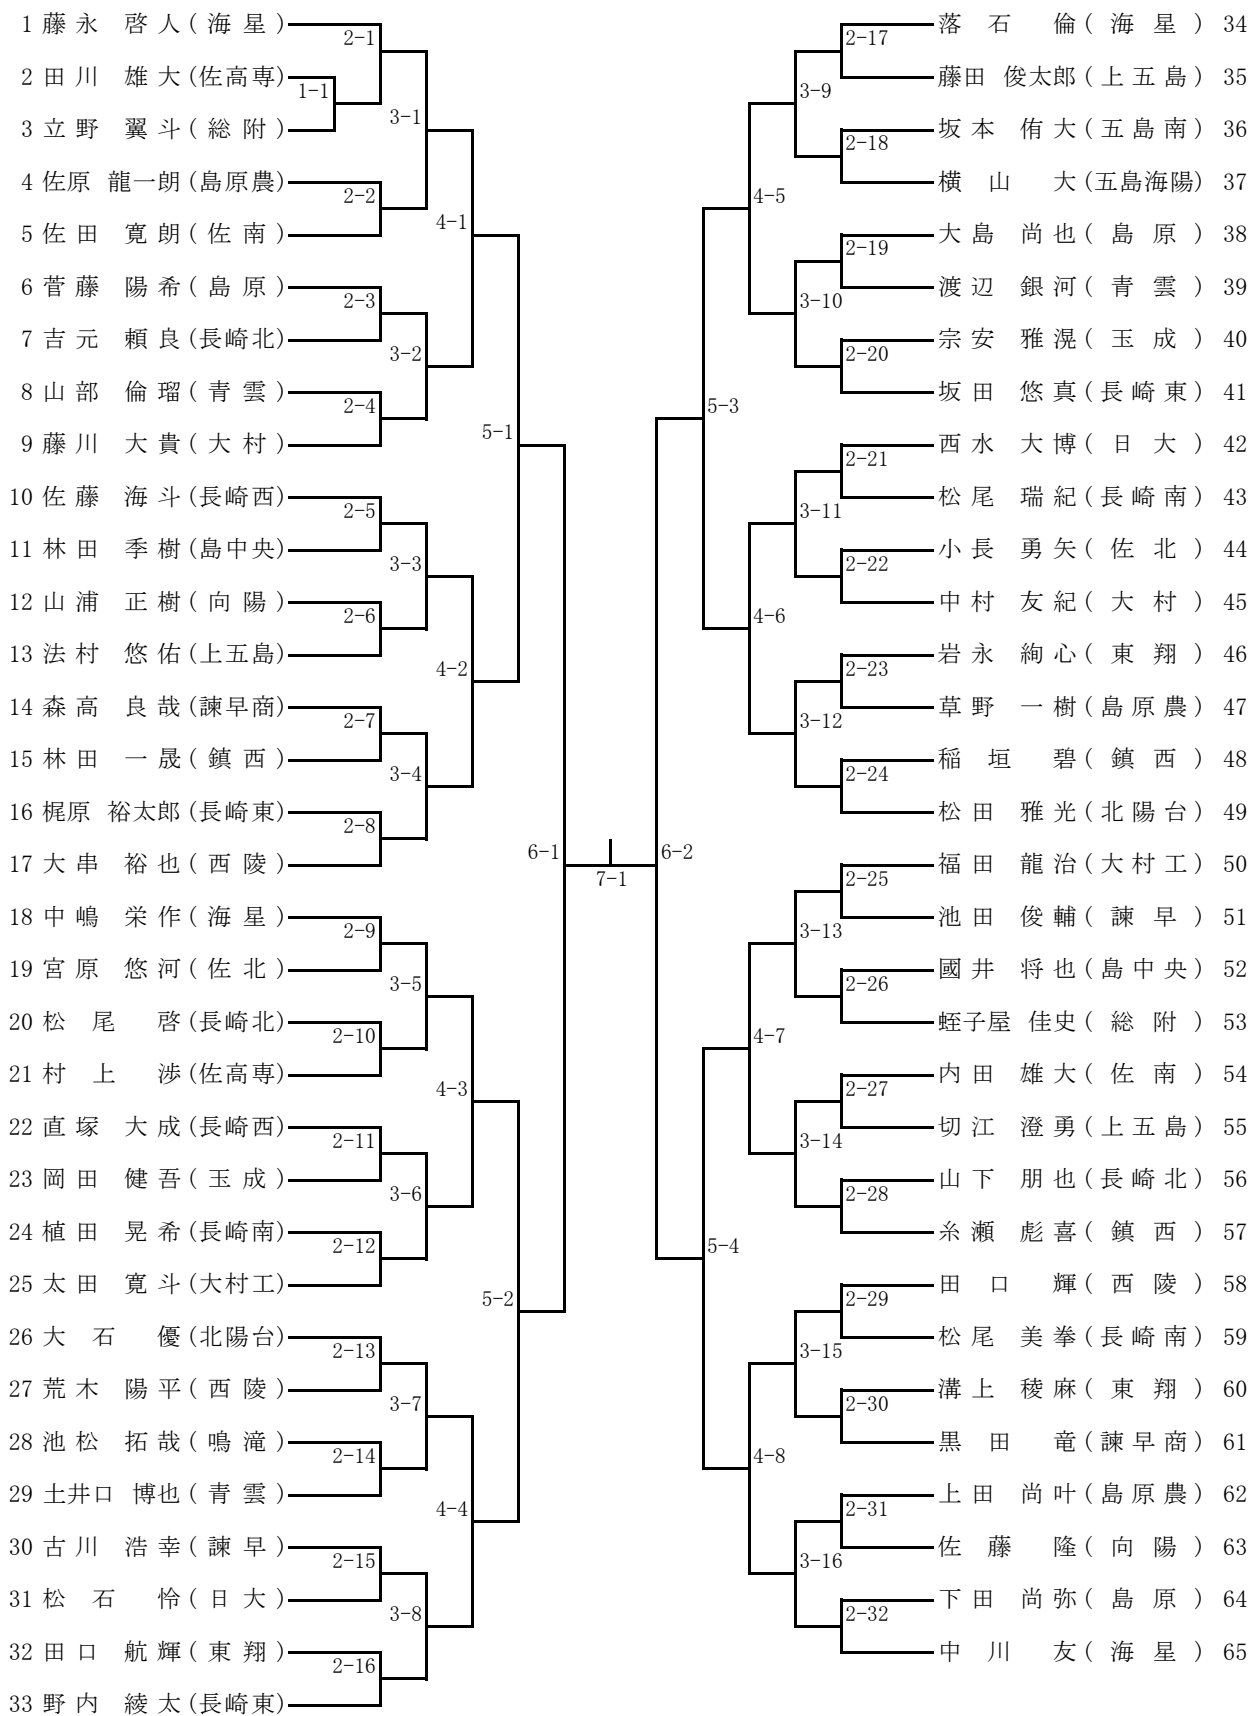 1 藤永 啓人 (海星)
2-1
2 田川 雄大 (佐高専)
1-1
3 立野 翼斗 (総附)
3-1
4 佐原 龍一朗 (島原農)
2-2
5 佐田 寛朗 (佐南)
4-1
6 菅藤 陽希 (島原)
2-3
7 吉元 頼良 (長崎北)
3-2
8 山部 倫瑠 (青雲)
2-4
9 藤川 大貴 (大村)
5-1
10 佐藤 海斗 (長崎西)
2-5
11 林田 季樹 (島中央)
3-3
12 山浦 正樹 (向陽)
2-6
13 法村 悠佑 (上五島)
4-2
14 森高 良哉 (諫早商)
2-7
15 林田 一晟 (鎮西)
3-4
16 梶原 裕太郎 (長崎東)
2-8
17 大串 裕也 (西陵)
6-1
18 中嶋 栄作 (海星)
2-9
19 宮原 悠河 (佐北)
3-5
20 松尾 啓 (長崎北)
2-10
21 村上 渉 (佐高専)
4-3
22 直塚 大成 (長崎西)
2-11
23 岡田 健吾 (玉成)
3-6
24 植田 晃希 (長崎南)
2-12
25 太田 寛斗 (大村工)
5-2
26 大石 優 (北陽台)
2-13
27 荒木 陽平 (西陵)
3-7
28 池松 拓哉 (鳴滝)
2-14
29 土井口 博也 (青雲)
4-4
30 古川 浩幸 (諫早)
2-15
31 松石 怜 (日大)
3-8
32 田口 航輝 (東翔)
2-16
33 野内 綾太 (長崎東)
7-1
落石 倫 (海星) 34
2-17
藤田 俊太郎 (上五島) 35
3-9
坂本 侑大 (五島南) 36
2-18
横山 大 (五島海陽) 37
4-5
大島 尚也 (島原) 38
2-19
渡辺 銀河 (青雲) 39
3-10
宗安 雅滉 (玉成) 40
2-20
坂田 悠真 (長崎東) 41
5-3
西水 大博 (日大) 42
2-21
松尾 瑞紀 (長崎南) 43
3-11
小長 勇矢 (佐北) 44
2-22
中村 友紀 (大村) 45
4-6
岩永 絢心 (東翔) 46
2-23
草野 一樹 (島原農) 47
3-12
稲垣 碧 (鎮西) 48
2-24
松田 雅光 (北陽台) 49
6-2
福田 龍治 (大村工) 50
2-25
池田 俊輔 (諫早) 51
3-13
國井 将也 (島中央) 52
2-26
蛭子屋 佳史 (総附) 53
4-7
内田 雄大 (佐南) 54
2-27
切江 澄勇 (上五島) 55
3-14
山下 朋也 (長崎北) 56
2-28
糸瀬 彪喜 (鎮西) 57
5-4
田口 輝 (西陵) 58
2-29
松尾 美拳 (長崎南) 59
3-15
溝上 稜麻 (東翔) 60
2-30
黒田 竜 (諫早商) 61
4-8
上田 尚叶 (島原農) 62
2-31
佐藤 隆 (向陽) 63
3-16
下田 尚弥 (島原) 64
2-32
中川 友 (海星) 65